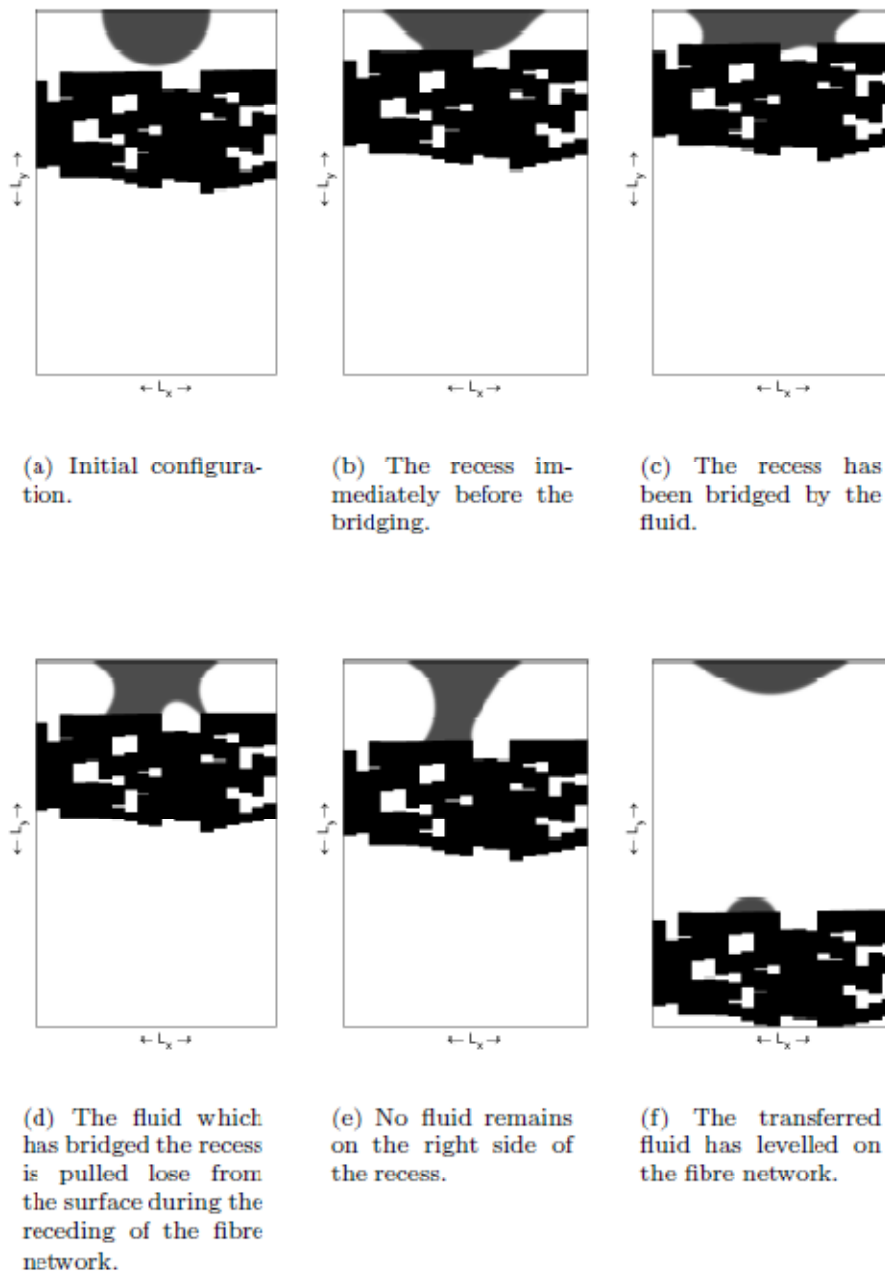 ← Ly →
← Ly →
← Ly →
← Lx →
← Lx →
← Lx →
(a) Initial configura-
tion.
(b) The recess im-
mediately before the
bridging.
(c) The recess has
been bridged by the
fluid.
← Ly →
← Ly →
← Ly →
← Lx →
← Lx →
← Lx →
(d) The fluid which
has bridged the recess
is pulled lose from
the surface during the
receding of the fibre
network.
(e) No fluid remains
on the right side of
the recess.
(f) The transferred
fluid has levelled on
the fibre network.